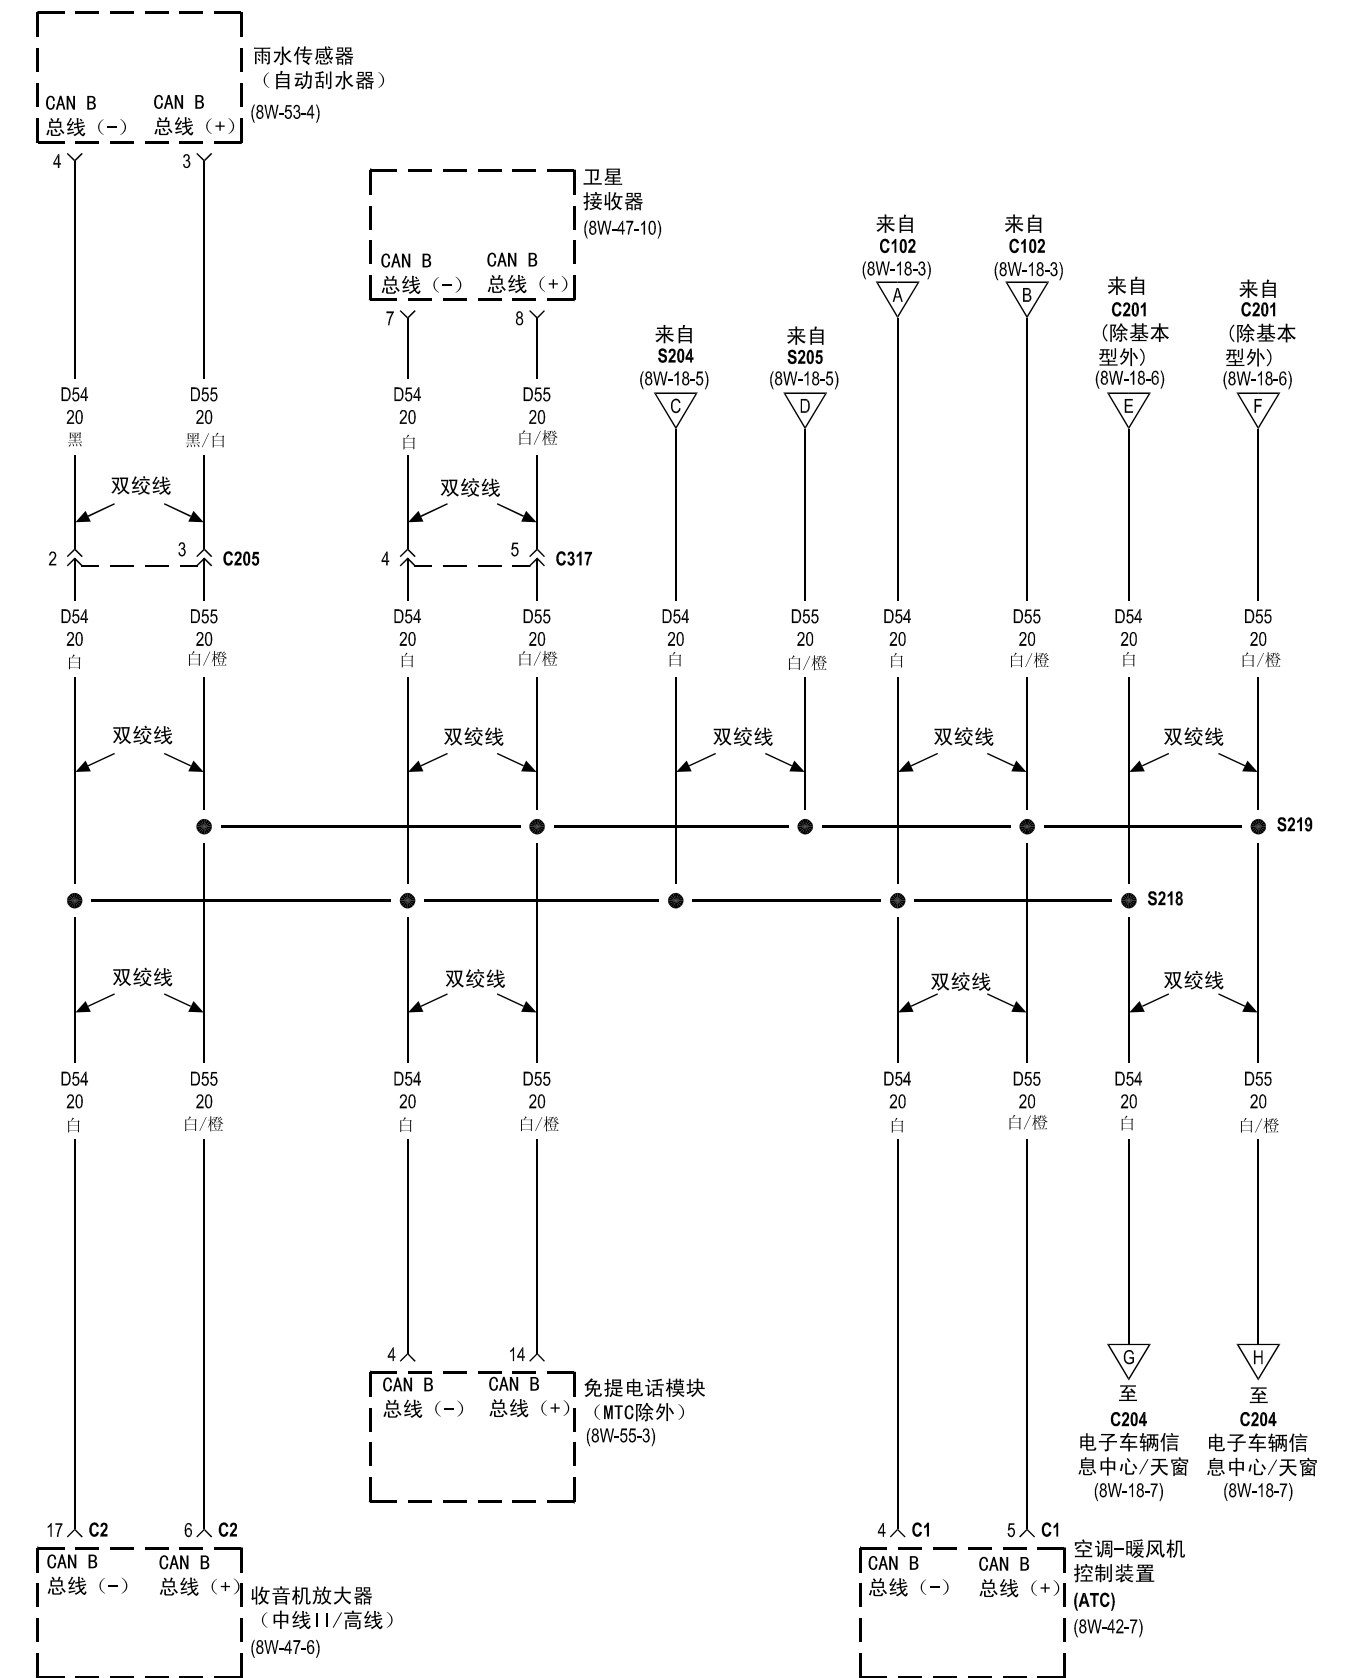 雨水传感器
（自动刮水器）
(8W-53-4)
CAN B
总线（-）
CAN B
总线（+）
4
3
卫星
接收器
(8W-47-10)
CAN B
总线（-）
CAN B
总线（+）
7
8
来自
S204
(8W-18-5)
C
来自
S205
(8W-18-5)
D
来自
C102
(8W-18-3)
A
来自
C102
(8W-18-3)
B
来自
C201
(除基本
型外)
(8W-18-6)
E
来自
C201
(除基本
型外)
(8W-18-6)
F
D54
20
黑
D55
20
黑/白
D54
20
白
D55
20
白/橙
双绞线
双绞线
2
3
C205
4
5
C317
D54
20
白
D55
20
白/橙
D54
20
白
D55
20
白/橙
D54
20
白
D55
20
白/橙
D54
20
白
D55
20
白/橙
D54
20
白
D55
20
白/橙
双绞线
双绞线
双绞线
双绞线
双绞线
S219
S218
双绞线
双绞线
双绞线
双绞线
D54
20
白
D55
20
白/橙
D54
20
白
D55
20
白/橙
D54
20
白
D55
20
白/橙
D54
20
白
D55
20
白/橙
4
14
CAN B
总线（-）
CAN B
总线（+）
免提电话模块
（MTC除外）
(8W-55-3)
G
至
C204
电子车辆信
息中心/天窗
(8W-18-7)
H
至
C204
电子车辆信
息中心/天窗
(8W-18-7)
17
C2
6
C2
CAN B
总线（-）
CAN B
总线（+）
收音机放大器
（中线II/高线）
(8W-47-6)
4
C1
5
C1
CAN B
总线（-）
CAN B
总线（+）
空调-暖风机
控制装置
(ATC)
(8W-42-7)